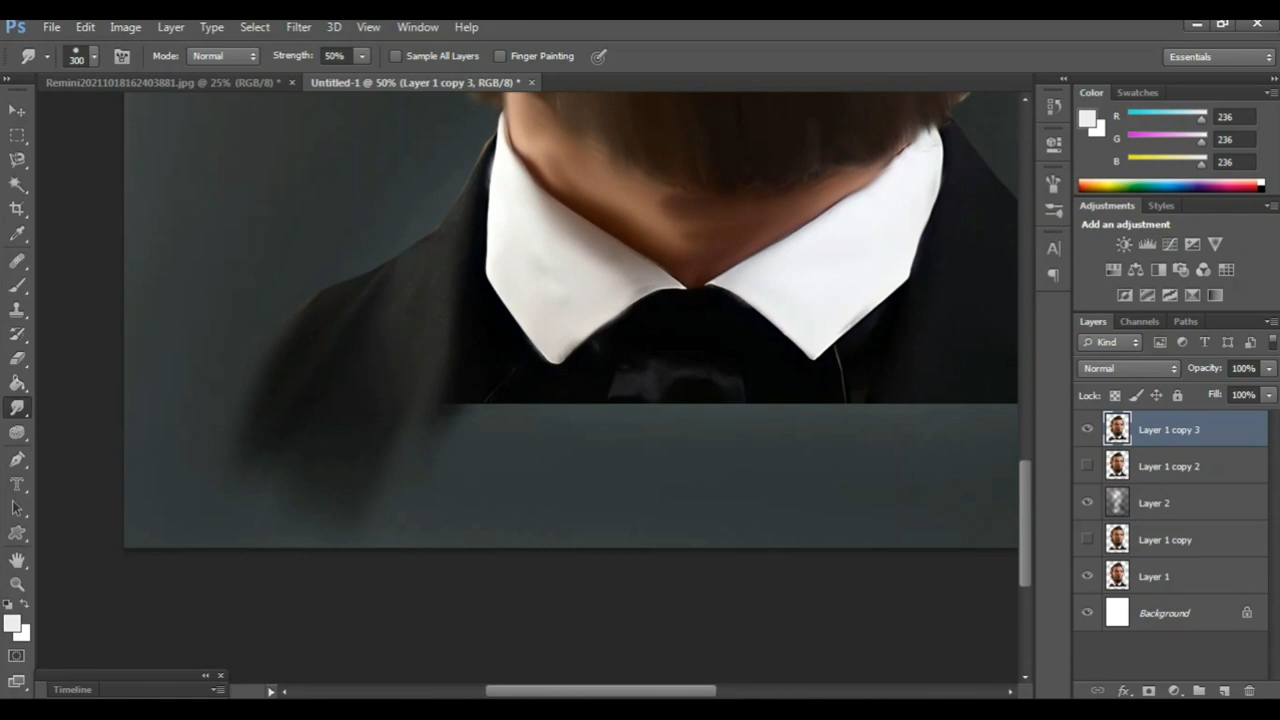 Ps File Edit Image Layer Type Select Filter 3D View Window Help
300 Mode: Normal Strength: 50% Sample All Layers Finger Painting Essentials
Remini20211018162403881.jpg @ 25% (RGB/8) * × Untitled-1 @ 50% (Layer 1 copy 3, RGB/8) * ×
Color Swatches
R 236
G 236
B 236
Adjustments Styles
Add an adjustment
Layers Channels Paths
Kind
Normal Opacity: 100%
Lock: Fill: 100%
Layer 1 copy 3
Layer 1 copy 2
Layer 2
Layer 1 copy
Layer 1
Background
Timeline